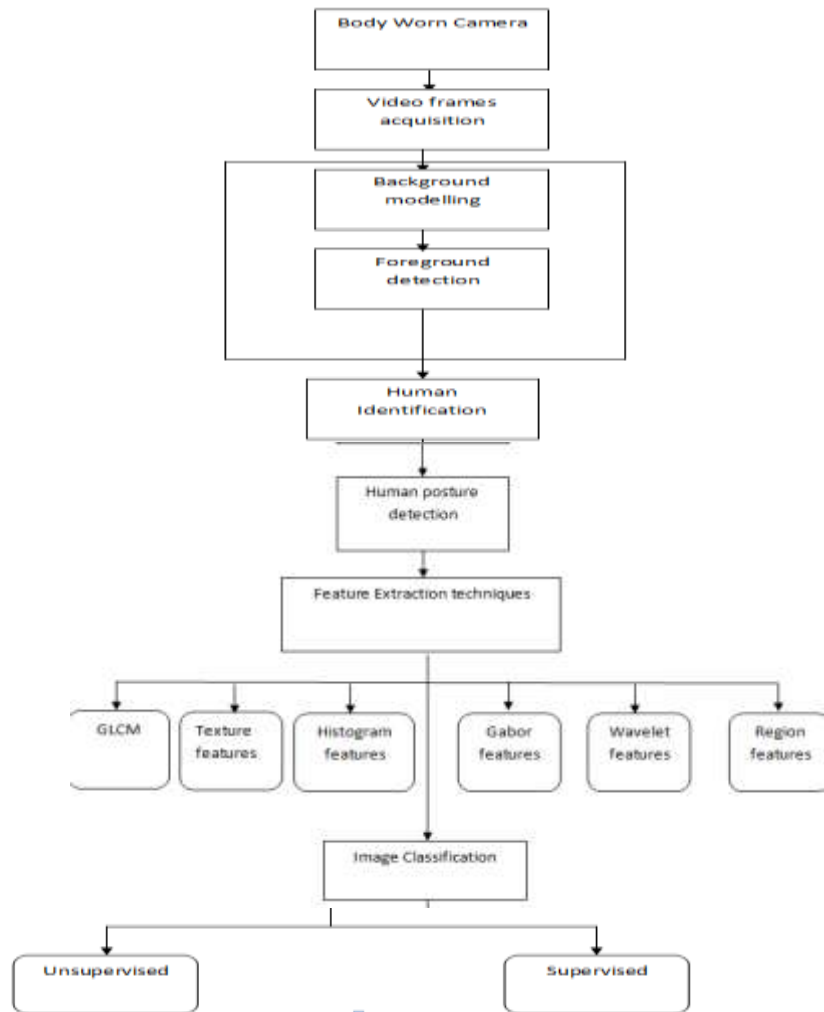 Body Worn Camera
Video frames
acquisition
Background
modelling
Foreground
detection
Human
Identification
Human posture
detection
Feature Extraction techniques
GLCM
Texture
features
Histogram
features
Gabor
features
Wavelet
features
Region
features
Image Classification
Unsupervised
Supervised